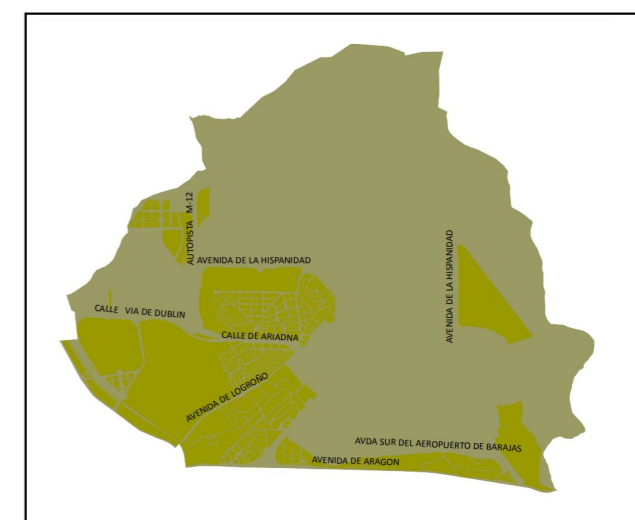 AUTOPISTA M-12
AVENIDA DE LA HISPANIDAD
AVENIDA DE LA HISPANIDAD
CALLE VIA DE DUBLIN
CALLE DE ARIADNA
AVENIDA DE LOGROÑO
AVDA SUR DEL AEROPUERTO DE BARAJAS
AVENIDA DE ARAGON